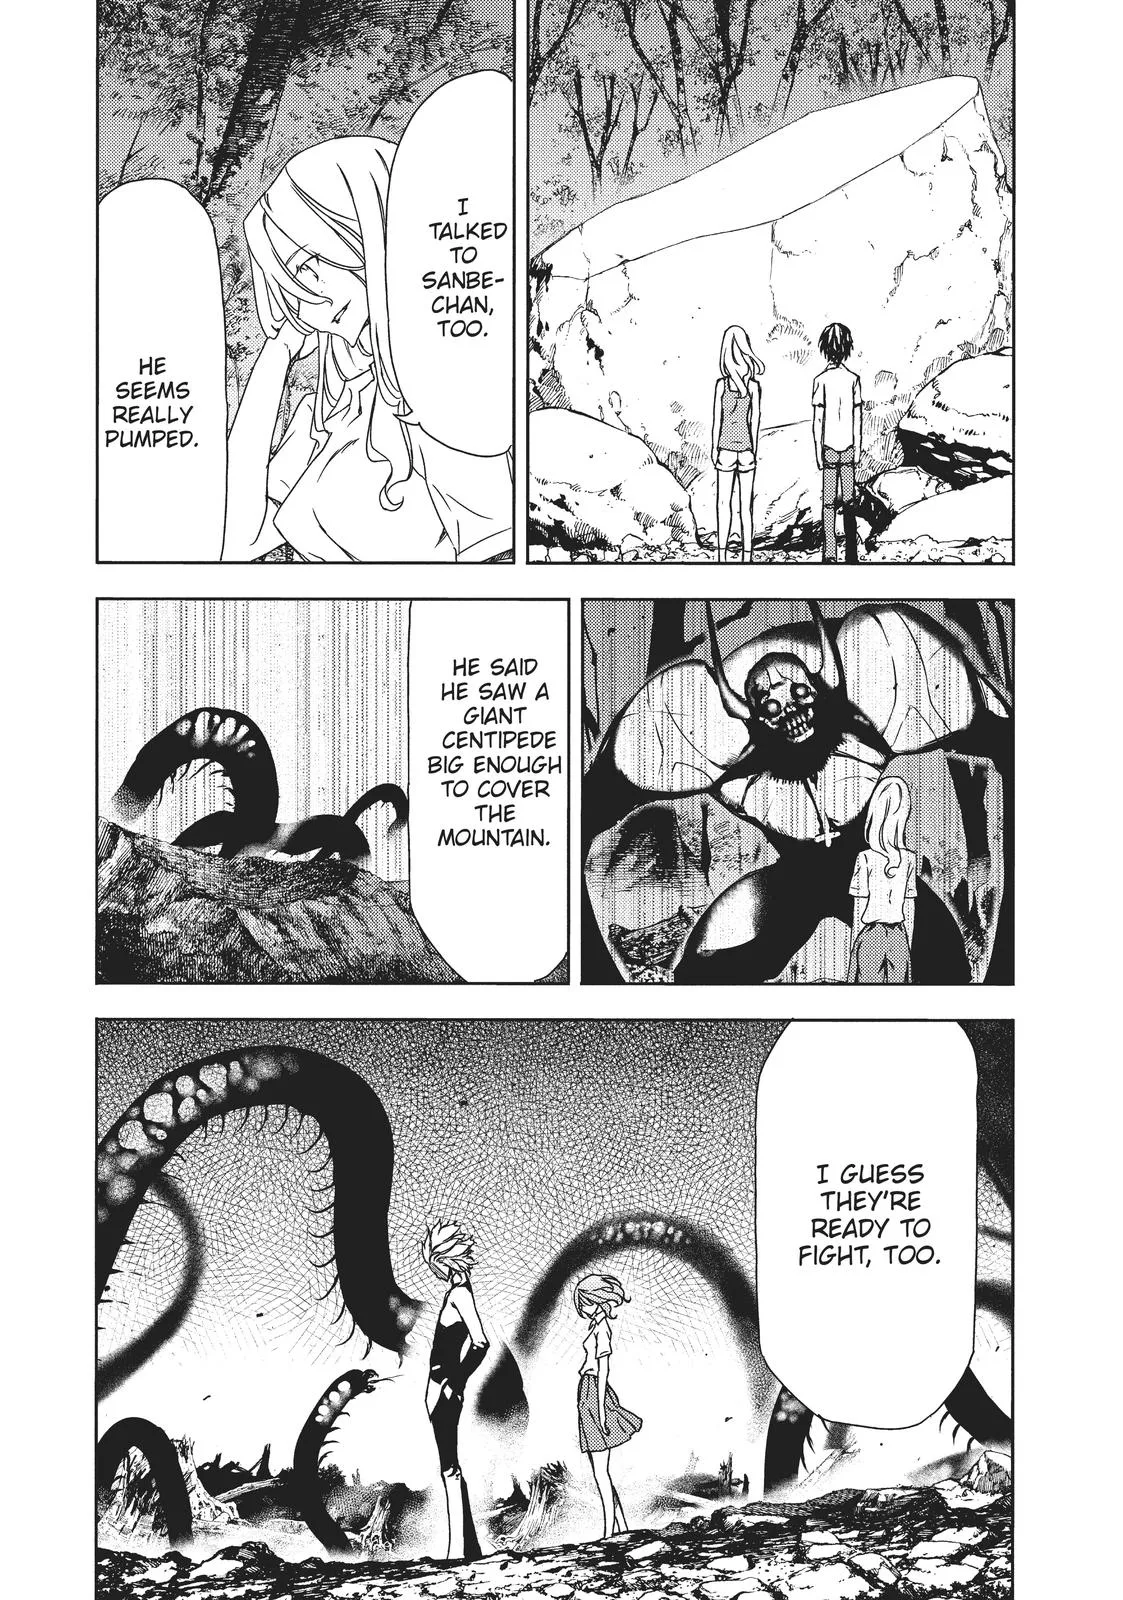 I
TALKED
TO
SANBE-
CHAN,
TOO.
HE
SEEMS
REALLY
PUMPED.
HE SAID
HE SAW A
GIANT
CENTIPEDE
BIG ENOUGH
TO COVER
THE
MOUNTAIN.
I GUESS
THEY'RE
READY TO
FIGHT, TOO.